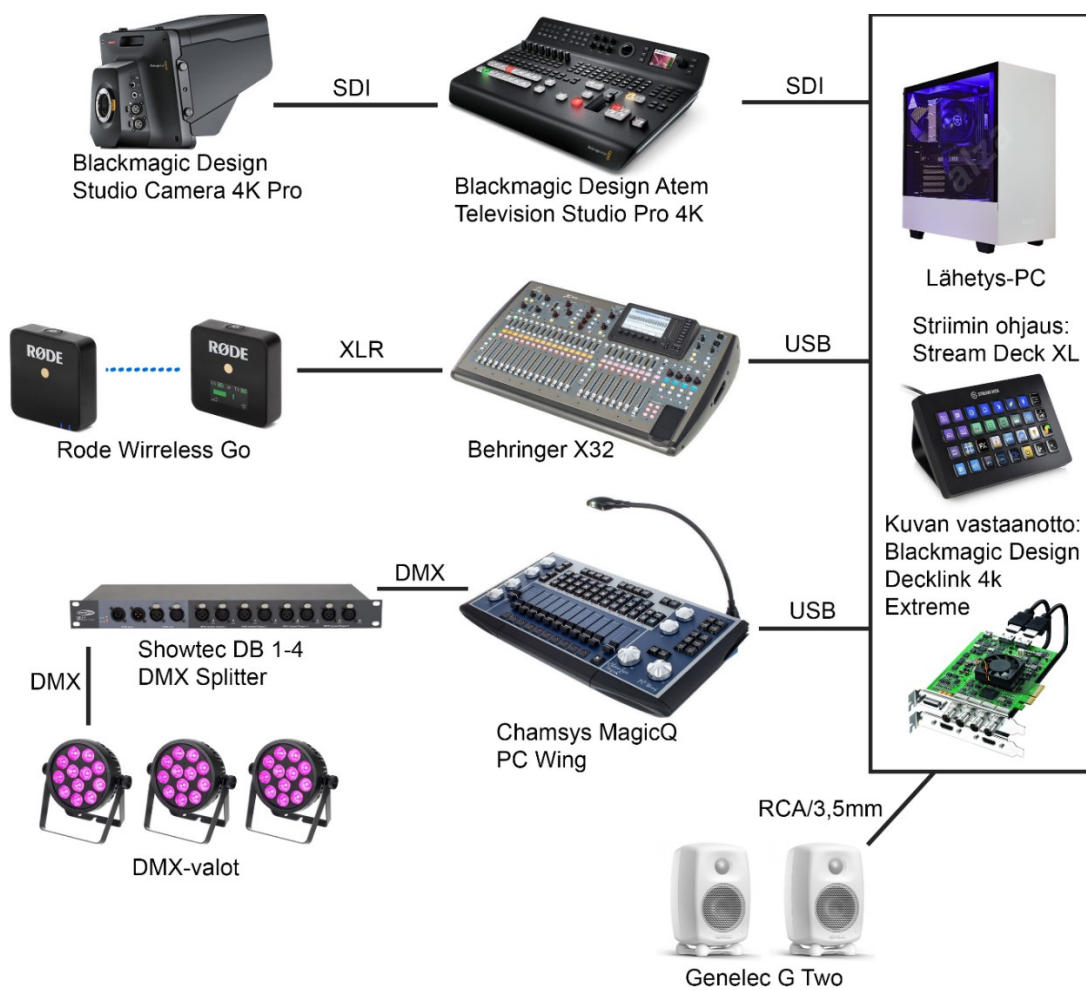 SDI
SDI
Blackmagic Design
Studio Camera 4K Pro
Blackmagic Design Atem
Television Studio Pro 4K
alza
Lähetys-PC
Striimin ohjaus:
Stream Deck XL
RØDE
RØDE
XLR
USB
Rode Wirreless Go
Behringer X32
STREAM DECK
Kuvan vastaanotto:
Blackmagic Design
Decklink 4k
Extreme
DMX
USB
Showtec DB 1-4
DMX Splitter
DMX
Chamsys MagicQ
PC Wing
DMX-valot
RCA/3,5mm
Genelec G Two